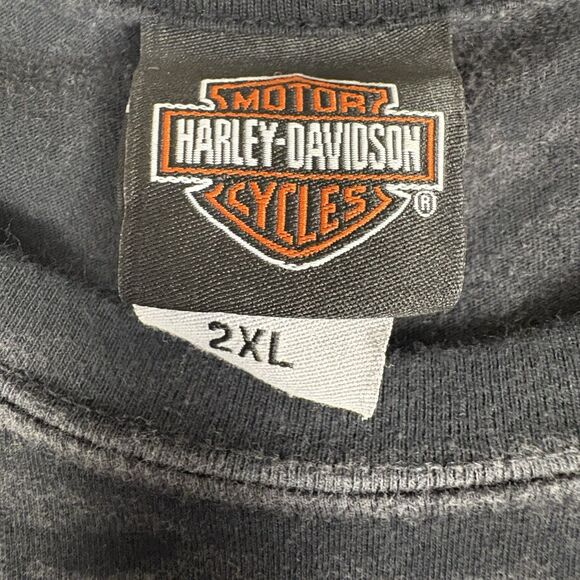 MOTOR
HARLEY-DAVIDSON
CYCLES
®
2XL